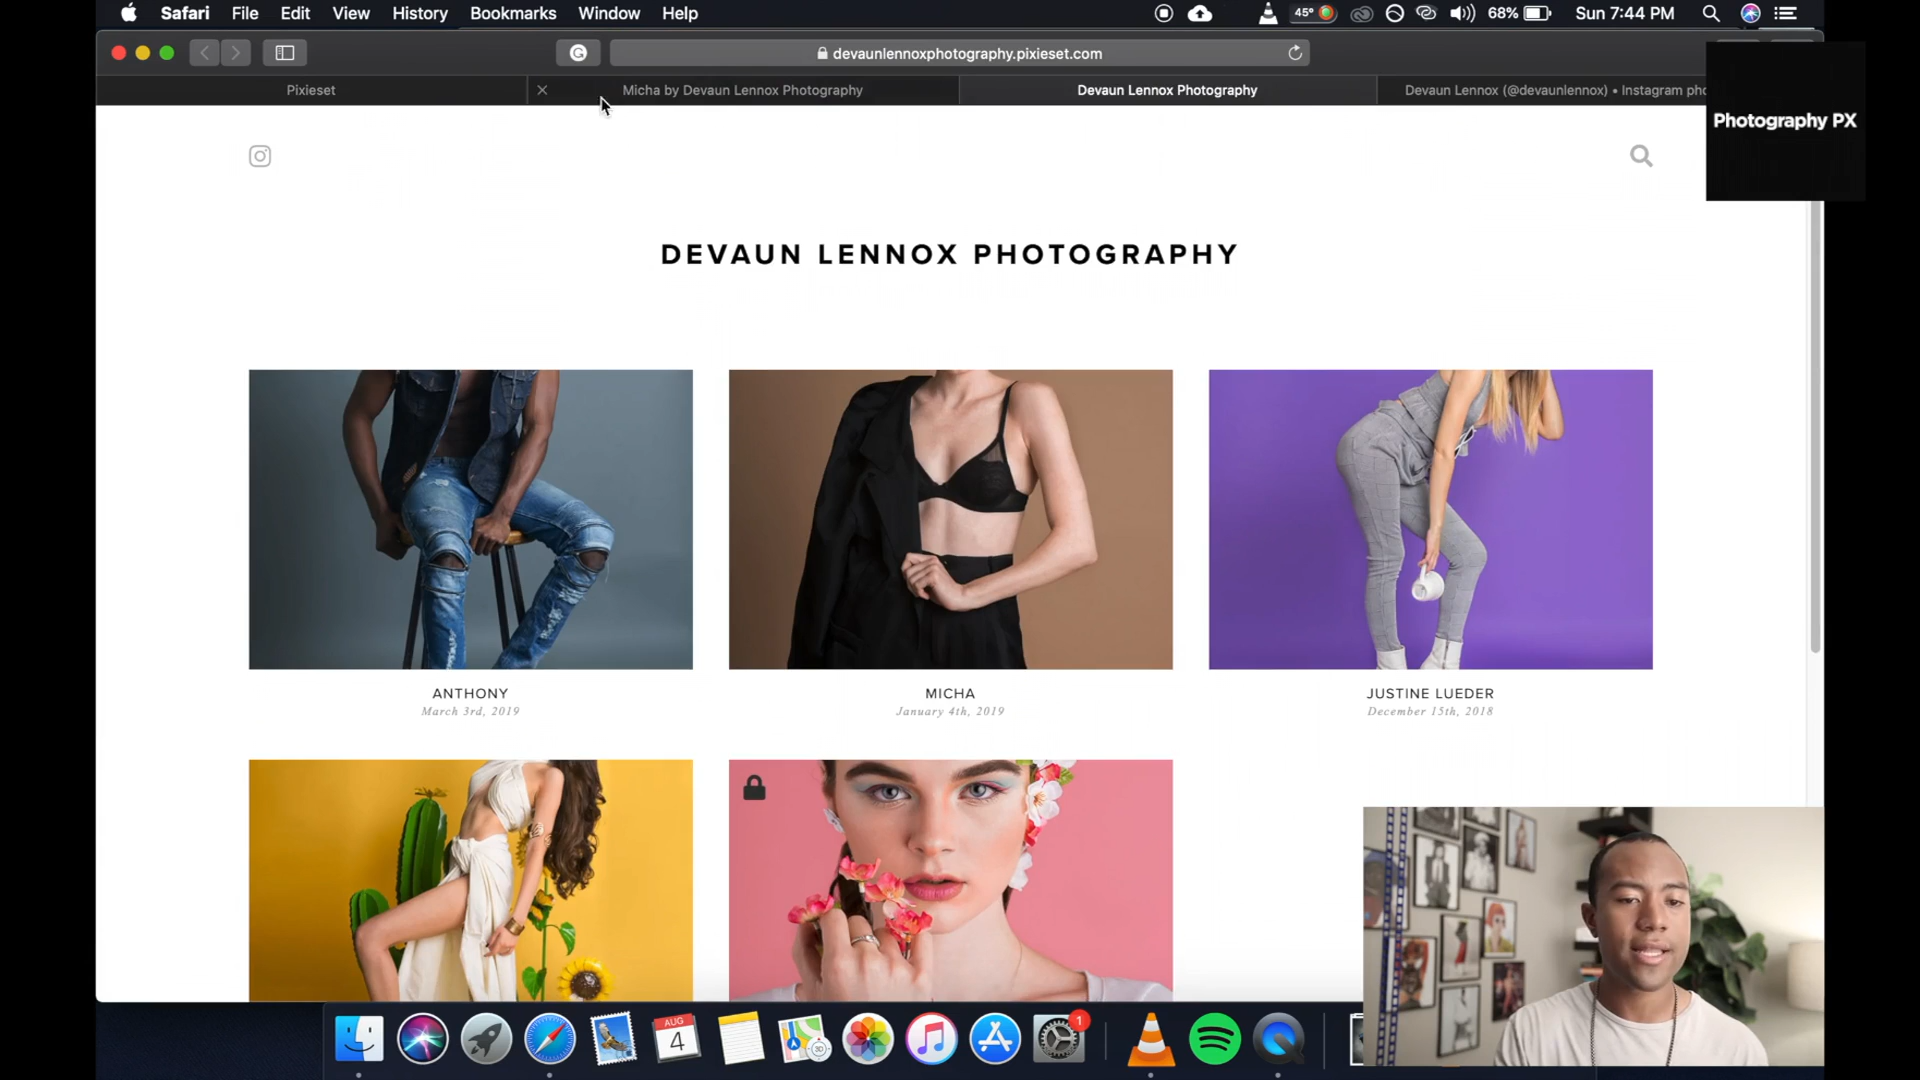 Safari File Edit View History Bookmarks Window Help 45° 68% Sun 7:44 PM
devaunlennoxphotography.pixieset.com
Pixieset Micha by Devaun Lennox Photography Devaun Lennox Photography Devaun Lennox (@devaunlennox) • Instagram pho
Photography PX
DEVAUN LENNOX PHOTOGRAPHY
ANTHONY
March 3rd, 2019
MICHA
January 4th, 2019
JUSTINE LUEDER
December 15th, 2018
AUG
4
30
1